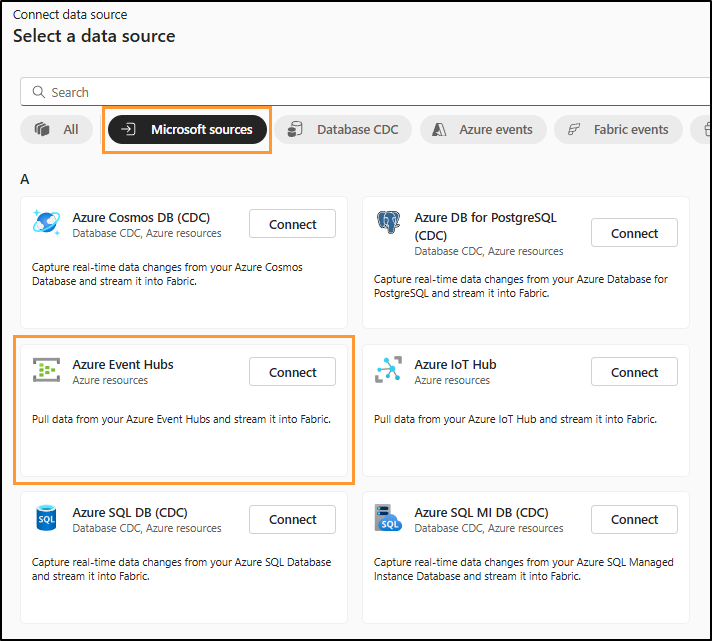 Connect data source
Select a data source
Search
All
Microsoft sources
Database CDC
Azure events
Fabric events
A
Azure Cosmos DB (CDC)
Database CDC, Azure resources
Connect
Capture real-time data changes from your Azure Cosmos
Database and stream it into Fabric.
Azure DB for PostgreSQL
(CDC)
Database CDC, Azure resources
Connect
Capture real-time data changes from your Azure Database for
PostgreSQL and stream it into Fabric.
Azure Event Hubs
Azure resources
Connect
Pull data from your Azure Event Hubs and stream it into Fabric.
Azure IoT Hub
Azure resources
Connect
Pull data from your Azure IoT Hub and stream it into Fabric.
SQL
Azure SQL DB (CDC)
Database CDC, Azure resources
Connect
Capture real-time data changes from your Azure SQL Database
and stream it into Fabric.
SQL
Azure SQL MI DB (CDC)
Database CDC, Azure resources
Connect
Capture real-time data changes from your Azure SQL Managed
Instance Database and stream it into Fabric.